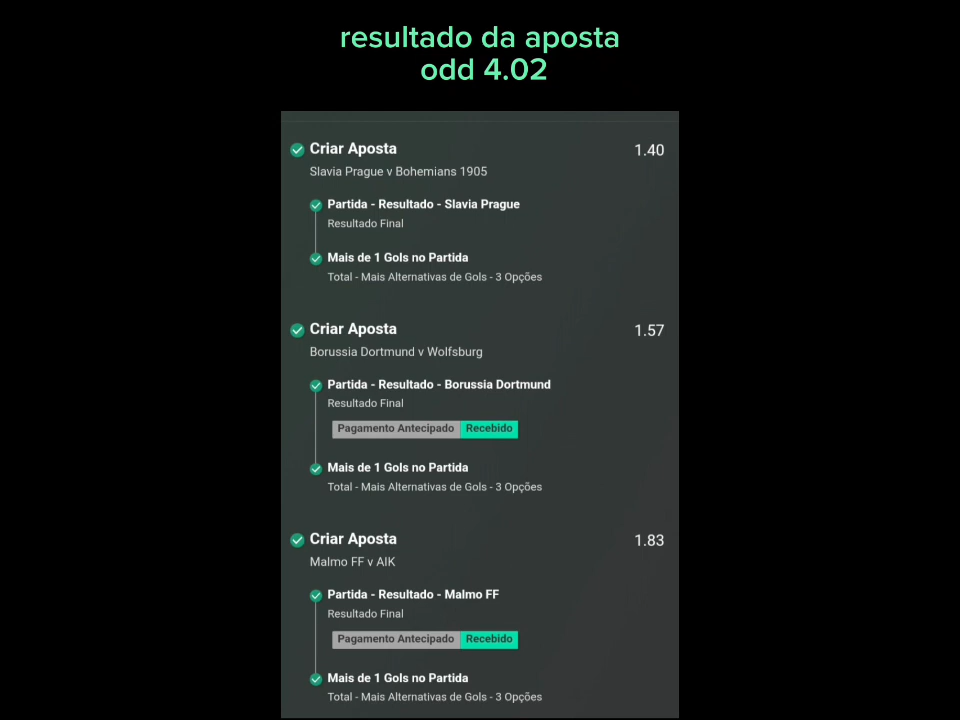 resultado da aposta
odd 4.02
Criar Aposta 1.40
Slavia Prague v Bohemians 1905
Partida - Resultado - Slavia Prague
Resultado Final
Mais de 1 Gols no Partida
Total - Mais Alternativas de Gols - 3 Opções
Criar Aposta 1.57
Borussia Dortmund v Wolfsburg
Partida - Resultado - Borussia Dortmund
Resultado Final
Pagamento Antecipado Recebido
Mais de 1 Gols no Partida
Total - Mais Alternativas de Gols - 3 Opções
Criar Aposta 1.83
Malmo FF v AIK
Partida - Resultado - Malmo FF
Resultado Final
Pagamento Antecipado Recebido
Mais de 1 Gols no Partida
Total - Mais Alternativas de Gols - 3 Opções